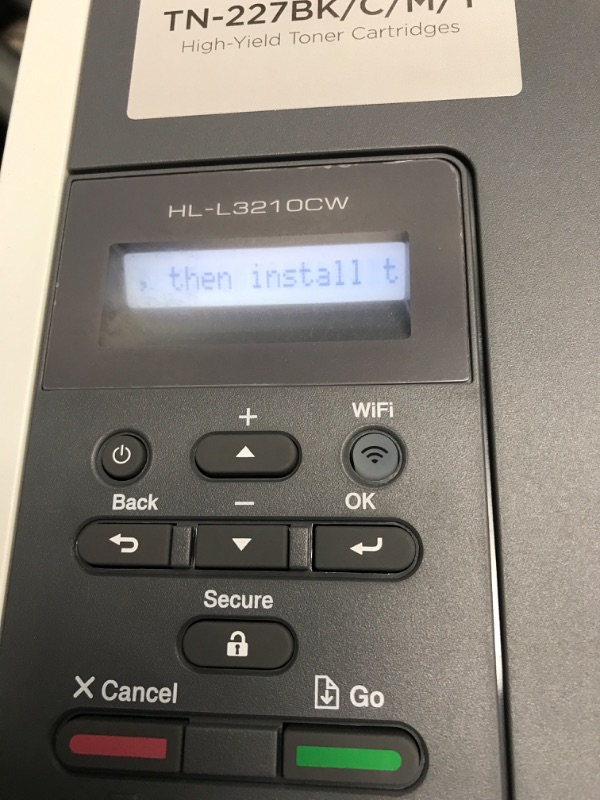 TN-227BK/C/M/Y
High-Yield Toner Cartridges
HL-L3210CW
, then install t
+
WiFi
Back
—
OK
Secure
Cancel
Go